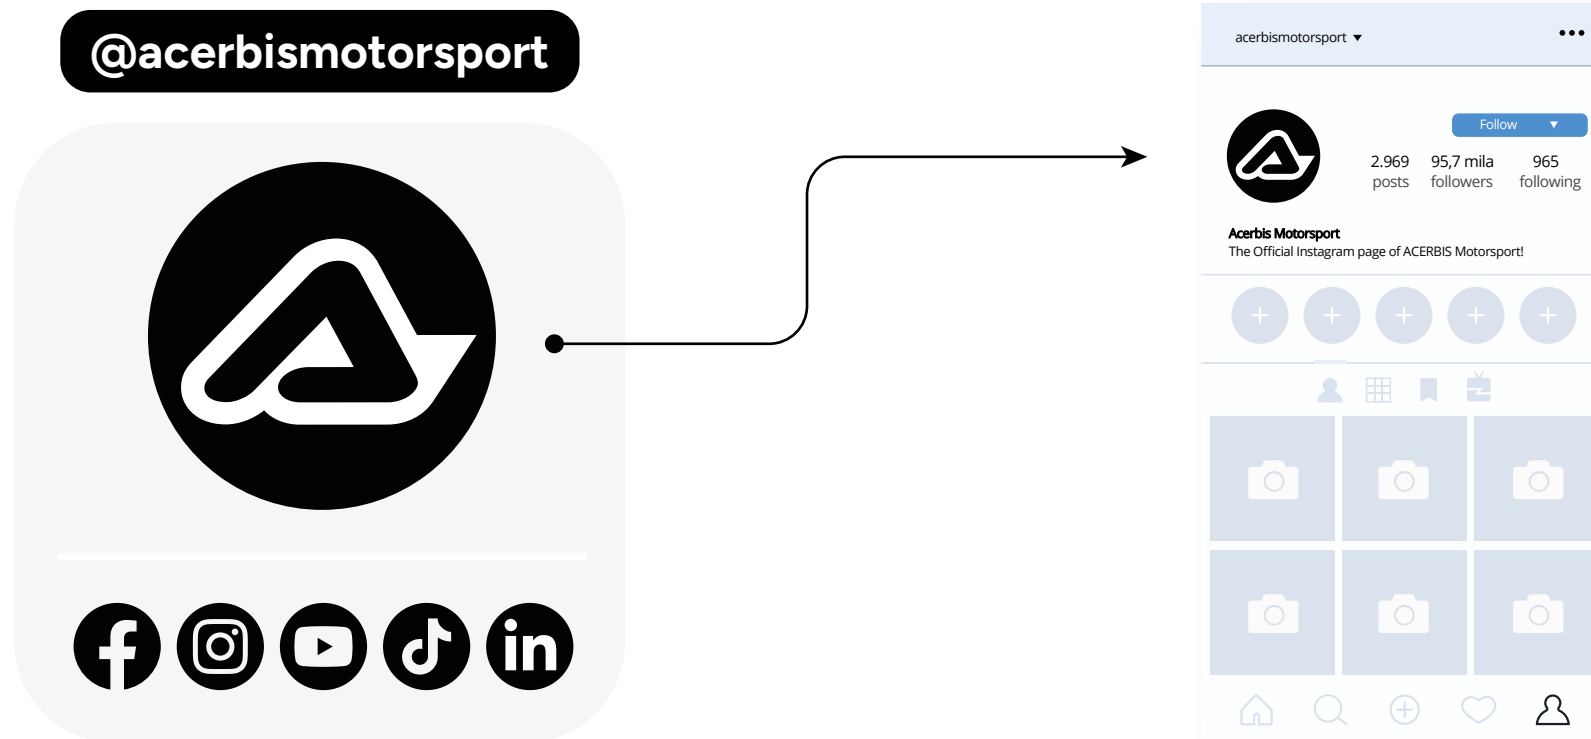 @acerbismotorsport
acerbismotorsport
Follow
2.969 95,7 mila 965
posts followers following
Acerbis Motorsport
The Official Instagram page of ACERBIS Motorsport!
in